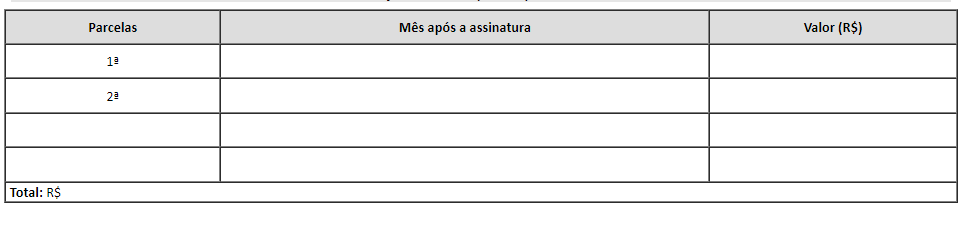 Parcelas Mês após a assinatura Valor (R$)
1ª
2ª
Total: R$